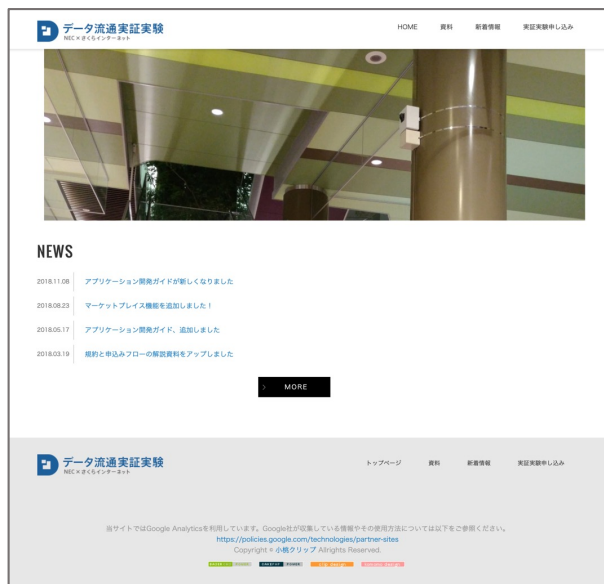 データ流通実証実験
NEC×さくらインターネット
HOME 資料 新着情報 実証実験申し込み
NEWS
2018.11.08 アプリケーション開発ガイドが新しくなりました
2018.08.23 マーケットプレイス機能を追加しました！
2018.05.17 アプリケーション開発ガイド、追加しました
2018.03.19 規約と申込みフローの解説資料をアップしました
MORE
データ流通実証実験
NEC×さくらインターネット
トップページ 資料 新着情報 実証実験申し込み
当サイトではGoogle Analyticsを利用しています。Google社が収集している情報やその使用方法については以下をご参照ください。
https://policies.google.com/technologies/partner-sites
Copyright © 小桃クリップ Allrights Reserved.